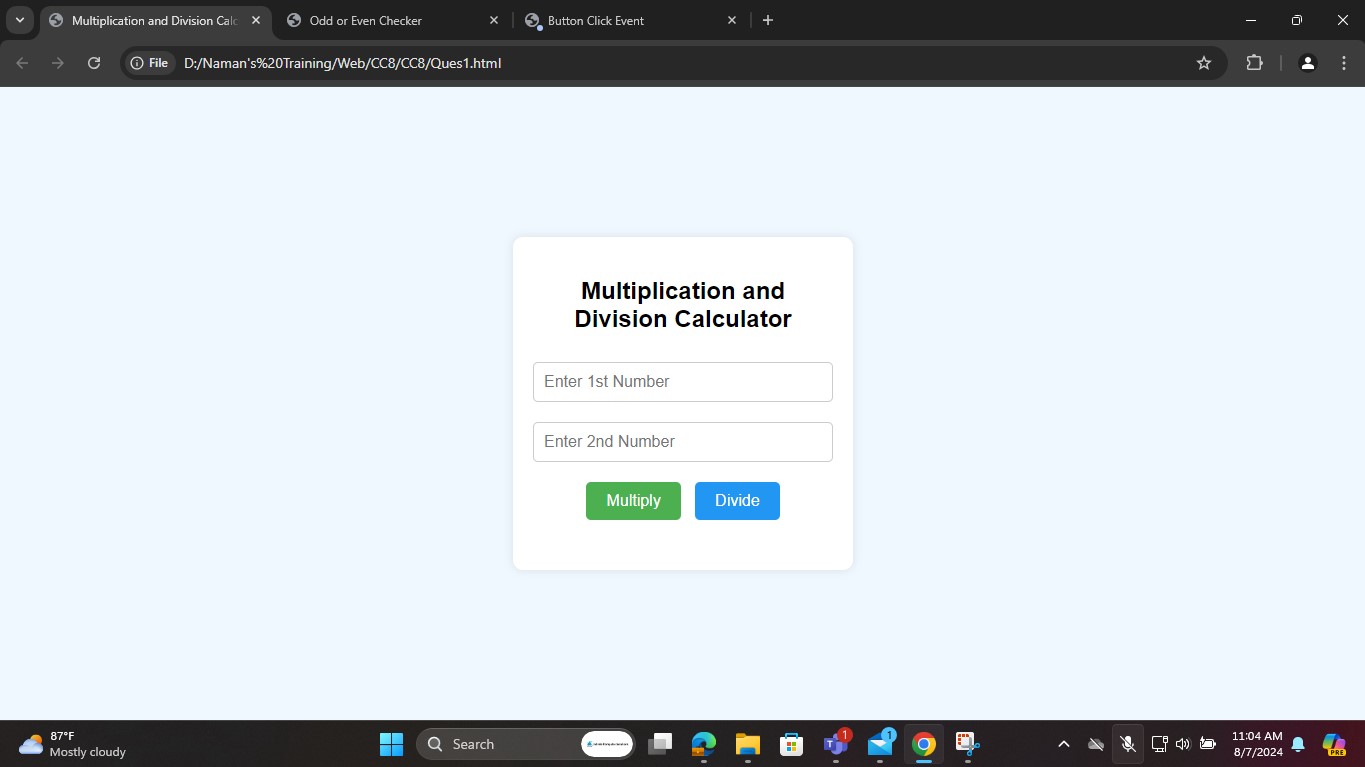 Multiplication and Division Calc
Odd or Even Checker
Button Click Event
File
D:/Naman's%20Training/Web/CC8/CC8/Ques1.html
Multiplication and
Division Calculator
Enter 1st Number
Enter 2nd Number
Multiply
Divide
87°F
Mostly cloudy
Search
1
1
11:04 AM
8/7/2024
PRE